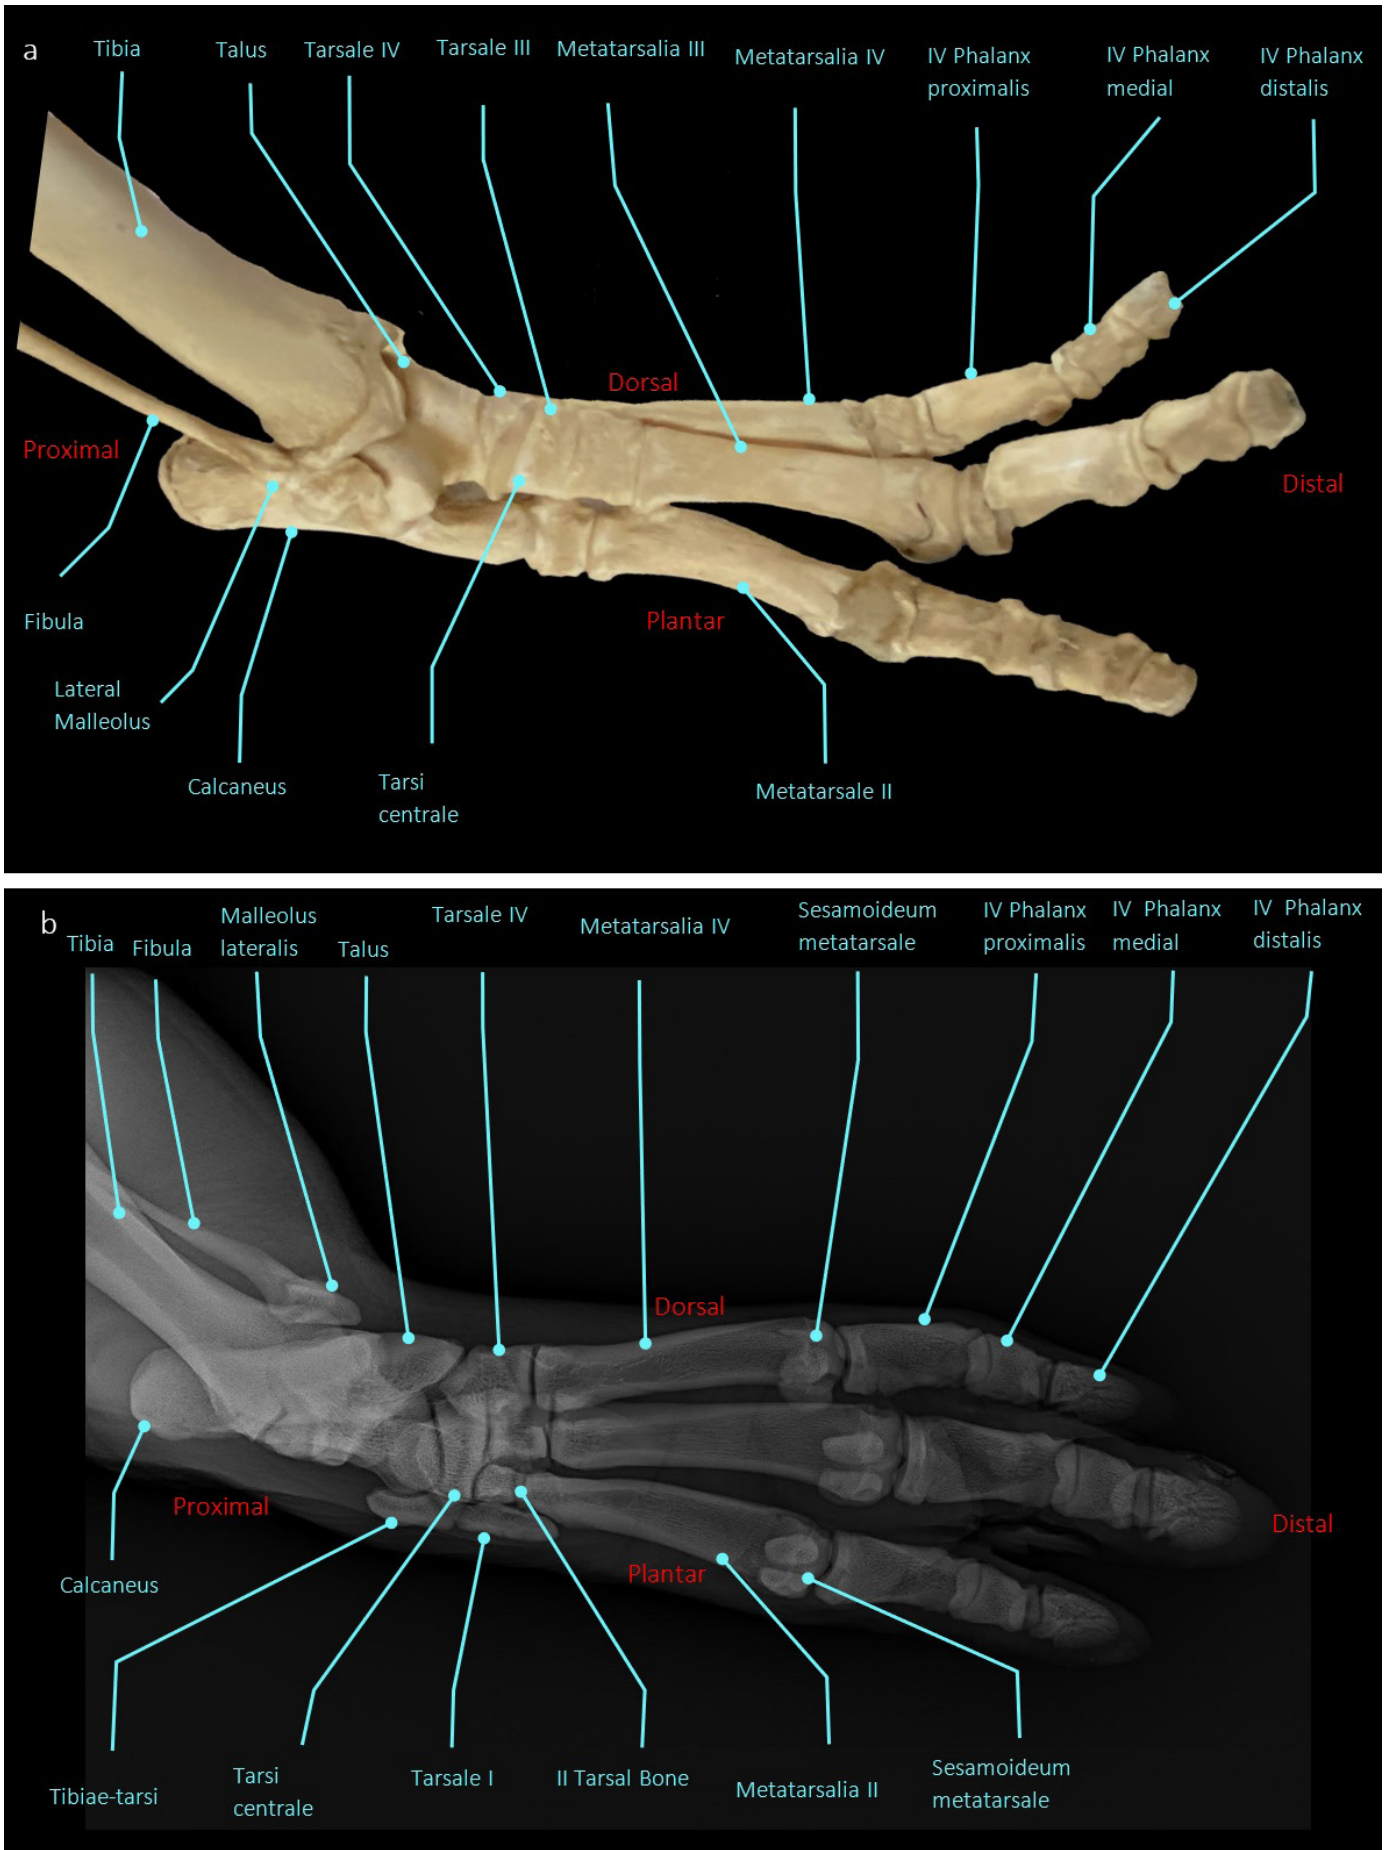 a
Tibia
Talus
Tarsale IV
Tarsale III
Metatarsalia III
Metatarsalia IV
IV Phalanx
proximalis
IV Phalanx
medial
IV Phalanx
distalis
Dorsal
Proximal
Distal
Plantar
Fibula
Lateral
Malleolus
Calcaneus
Tarsi
centrale
Metatarsale II
b
Tibia
Fibula
Malleolus
lateralis
Talus
Tarsale IV
Metatarsalia IV
Sesamoideum
metatarsale
IV Phalanx
proximalis
IV Phalanx
medial
IV Phalanx
distalis
Dorsal
Proximal
Distal
Plantar
Calcaneus
Tibiae-tarsi
Tarsi
centrale
Tarsale I
II Tarsal Bone
Metatarsalia II
Sesamoideum
metatarsale